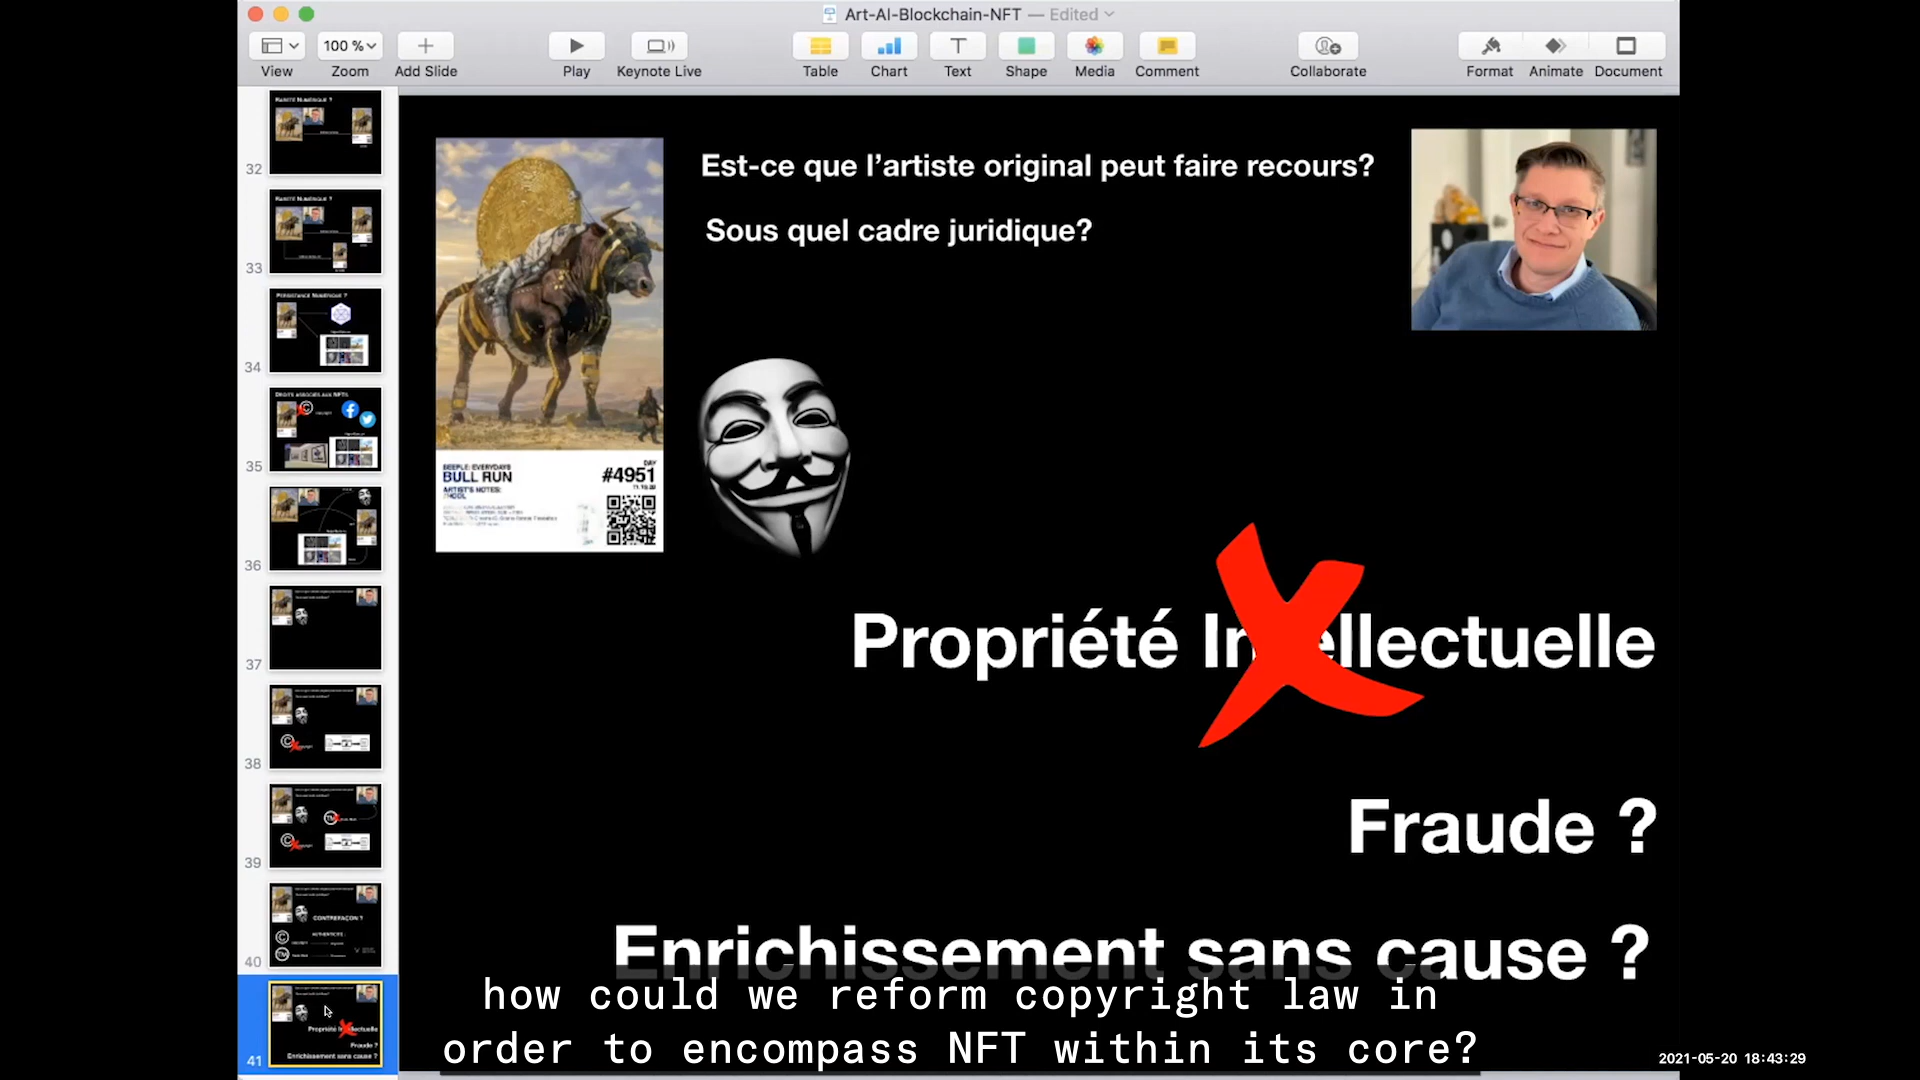 Art-AI-Blockchain-NFT — Edited
100 %
View
Zoom
Add Slide
Play
Keynote Live
Table
Chart
Text
Shape
Media
Comment
Collaborate
Format
Animate
Document
32
33
34
35
36
37
38
39
40
41
Est-ce que l’artiste original peut faire recours?
Sous quel cadre juridique?
BEEPLE: EVERYDAYS
BULL RUN
ARTIST'S NOTES:
DAY
#4951
Propriété In ellectuelle
Fraude ?
Enrichissement sans cause ?
how could we reform copyright law in
order to encompass NFT within its core?
2021-05-20 18:43:29